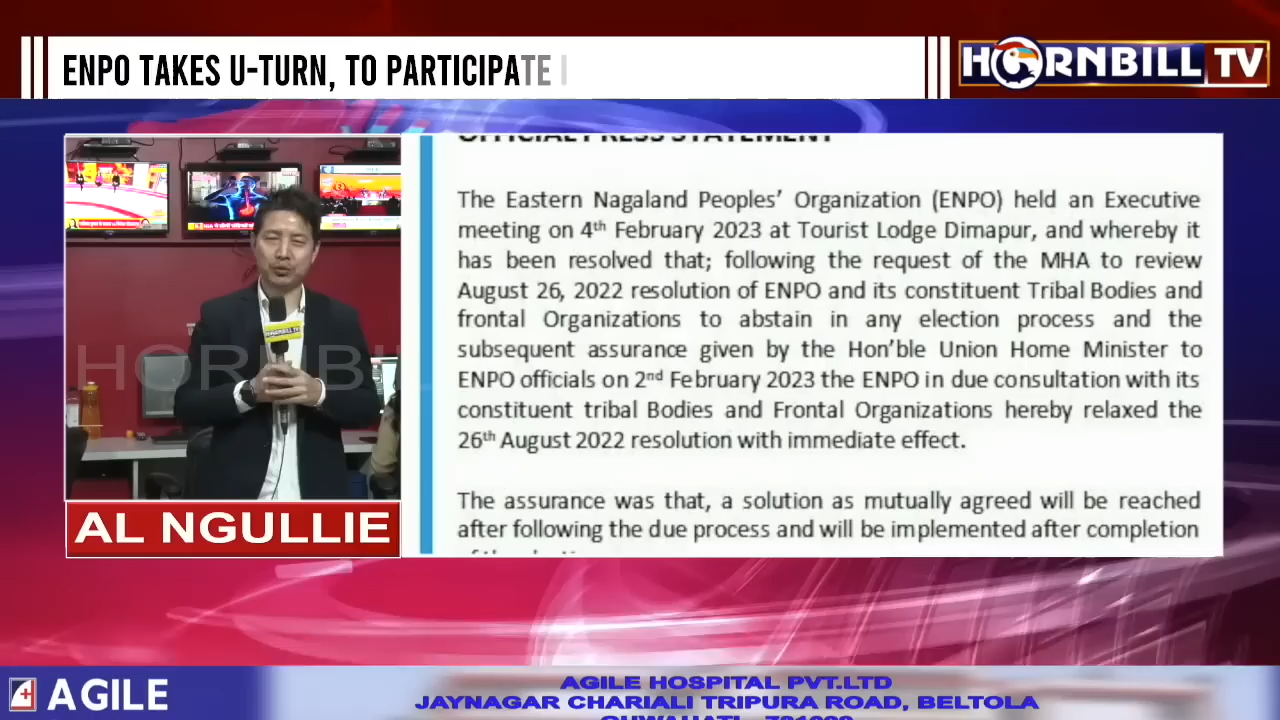 ENPO TAKES U-TURN, TO PARTICIPATE
HORNBILL TV
OFFICIAL PRESS STATEMENT
The Eastern Nagaland Peoples' Organization (ENPO) held an Executive
meeting on 4th February 2023 at Tourist Lodge Dimapur, and whereby it
has been resolved that; following the request of the MHA to review
August 26, 2022 resolution of ENPO and its constituent Tribal Bodies and
frontal Organizations to abstain in any election process and the
subsequent assurance given by the Hon'ble Union Home Minister to
ENPO officials on 2nd February 2023 the ENPO in due consultation with its
constituent tribal Bodies and Frontal Organizations hereby relaxed the
26th August 2022 resolution with immediate effect.
The assurance was that, a solution as mutually agreed will be reached
after following the due process and will be implemented after completion
HORNBILL TV
HORNBIL
AL NGULLIE
AGILE
AGILE HOSPITAL PVT.LTD
JAYNAGAR CHARIALI TRIPURA ROAD, BELTOLA